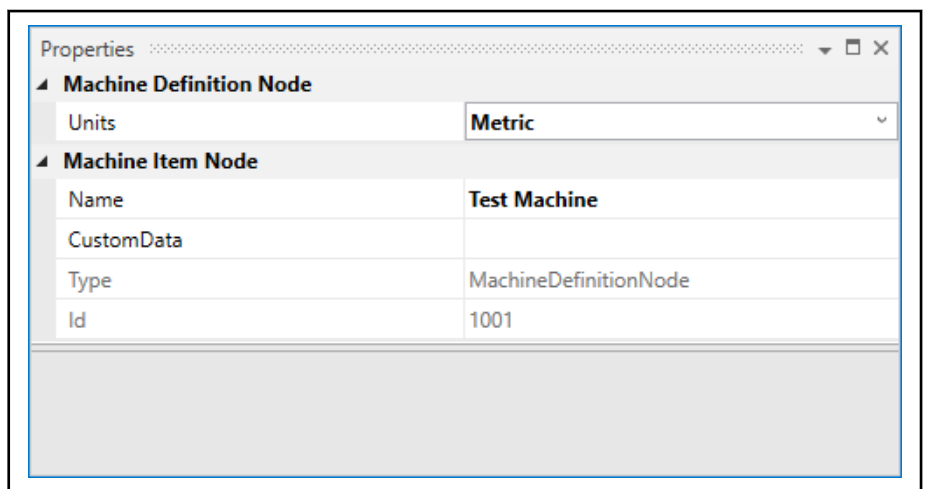 Properties
Machine Definition Node
Units Metric
Machine Item Node
Name Test Machine
CustomData
Type MachineDefinitionNode
Id 1001